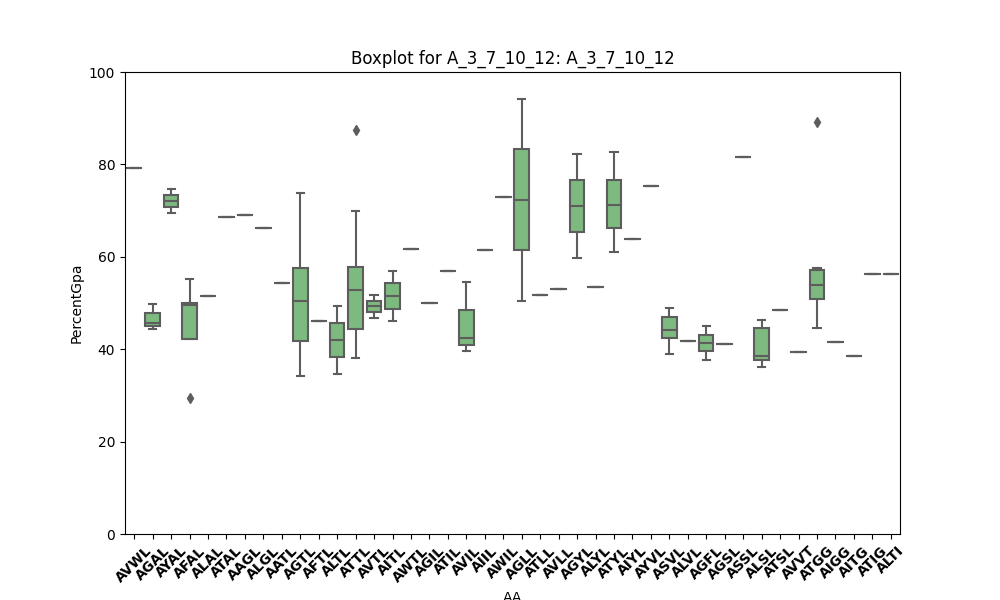 Boxplot for A_3_7_10_12: A_3_7_10_12
PercentGpa
100
80
60
40
20
0
AVWL
AGAL
AYAL
AFAL
ALAL
ATAL
AAGL
ALGL
AATL
AGTL
AFTL
ALTL
ATTL
AVTL
AITL
AWTL
AGIL
ATIL
AVIL
AIIL
AWIL
AGLL
ATLL
AVLL
AGYL
ALYL
ATYL
AIYL
AYVL
ASVL
ALVL
AGFL
AGSL
ASSL
ALSL
ATSL
AVVT
ATGG
AIGG
AITG
ATIG
ALTI
AA